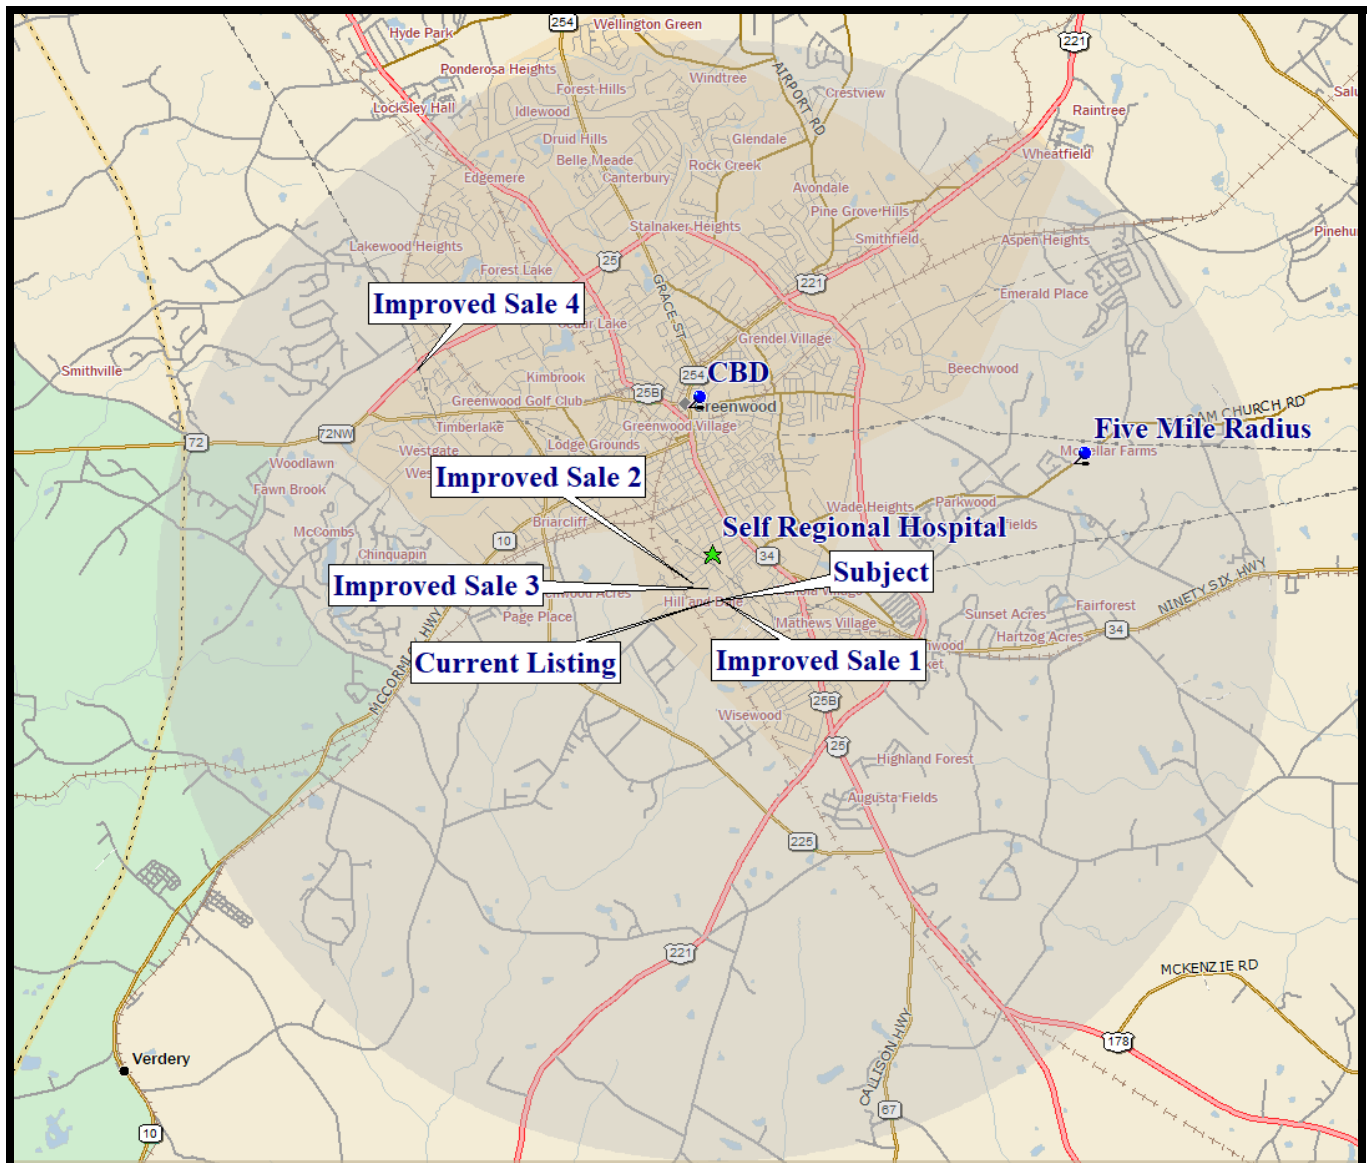 254
Wellington Green
Hyde Park
221
Ponderosa Heights
Windtree
AIRPORT RD
Forest Hills
Crestview
Locksley Hall
Idlewood
Raintree
Druid Hills
Glendale
Belle Meade
Rock Creek
Wheatfield
Edgemere
Canterbury
Avondale
Pine Grove Hills
Stalnaker Heights
Smithfield
Aspen Heights
Lakewood Heights
25
Forest Lake
GRACE ST
221
Emerald Place
Improved Sale 4
Cedar Lake
Grendel Village
Smithville
Kimbrook
254
CBD
Beechwood
25B
Greenwood Golf Club
Greenwood
Timberlake
Greenwood Village
CHURCH RD
Five Mile Radius
72
72NW
Lodge Grounds
Westgate
Farms
Woodlawn
Improved Sale 2
Fawn Brook
Wade Heights
Parkwood
Briarcliff
Self Regional Hospital
McCombs
10
Chinquapin
34
Subject
Improved Sale 3
NINETY SIX HWY
Hill and Dale
Page Place
Mathews Village
Sunset Acres
Fairforest
34
Hartzog Acres
Current Listing
Improved Sale 1
25B
Wisewood
25
Highland Forest
Augusta Fields
225
221
MCKENZIE RD
178
Verdery
CALLISON HWY
67
10